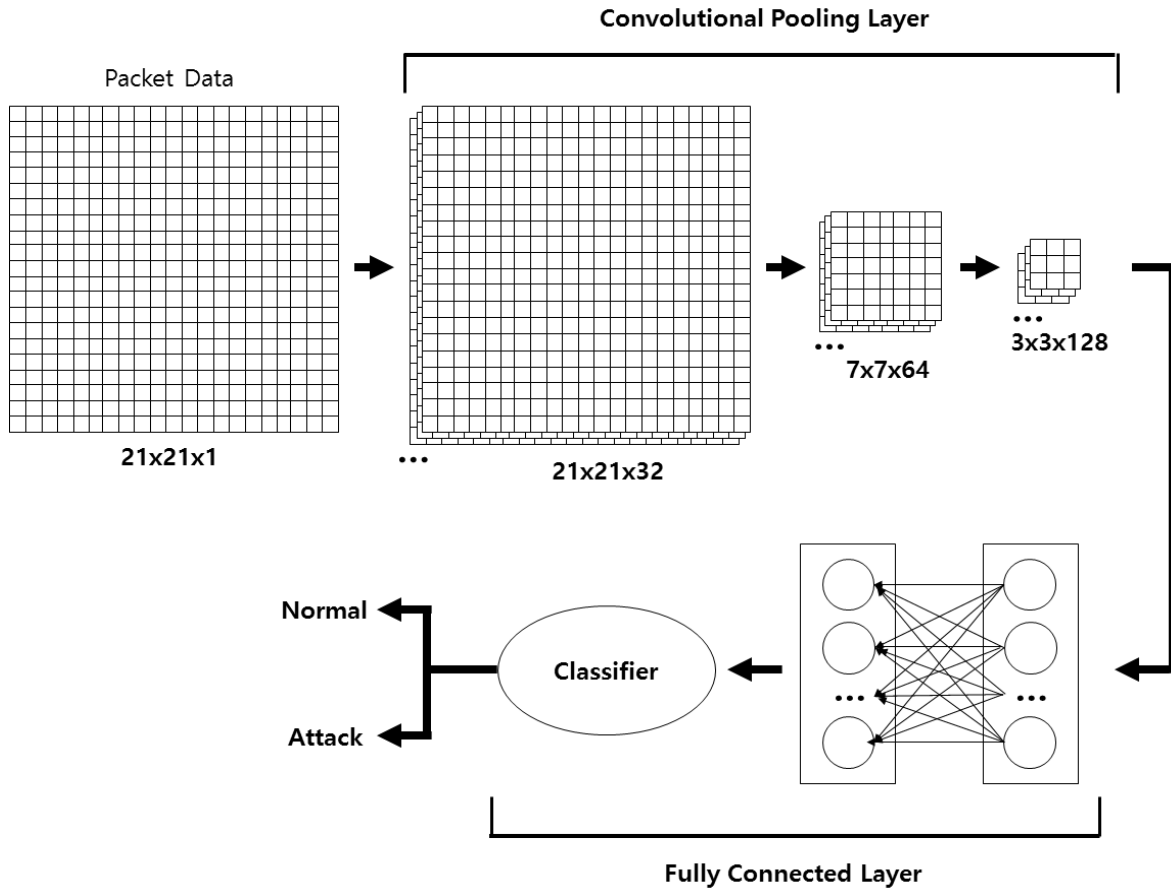 Convolutional Pooling Layer
Packet Data
21x21x1
...
21x21x32
...
7x7x64
...
3x3x128
Normal
Attack
Classifier
...
...
Fully Connected Layer